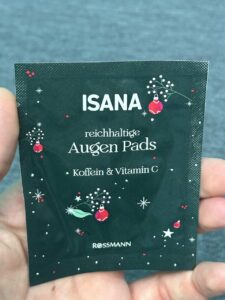 ISANA
reichhaltige
Augen Pads
• Koffein & Vitamin C
ROSSMANN